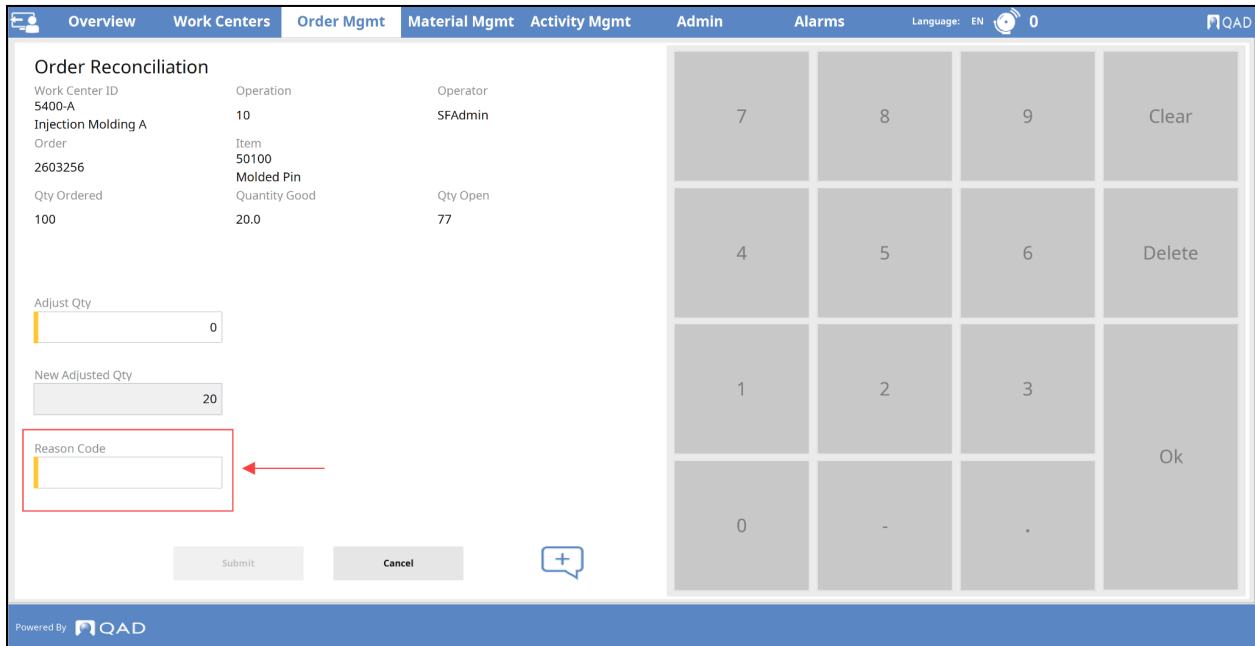 Overview Work Centers Order Mgmt Material Mgmt Activity Mgmt Admin Alarms Language: EN 0 QAD
Order Reconciliation
Work Center ID Operation Operator
5400-A
Injection Molding A
10
SFAdmin
Order Item
2603256
50100
Molded Pin
Qty Ordered Quantity Good Qty Open
100 20.0 77
Adjust Qty
0
New Adjusted Qty
20
Reason Code
Submit Cancel
7 8 9 Clear
4 5 6 Delete
1 2 3
Ok
0 - .
Powered By QAD